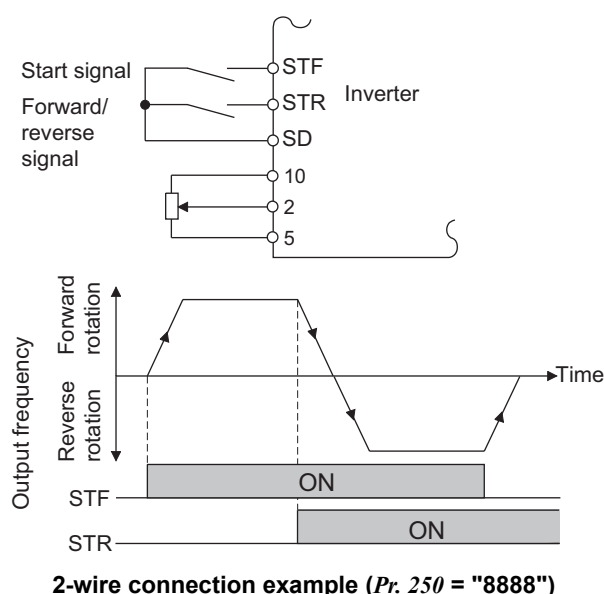 Start signal
Forward/
reverse
signal
STF
STR
SD
10
2
5
Inverter
Output frequency
Forward
rotation
Reverse
rotation
Time
STF
ON
STR
ON
2-wire connection example (Pr. 250 = "8888")